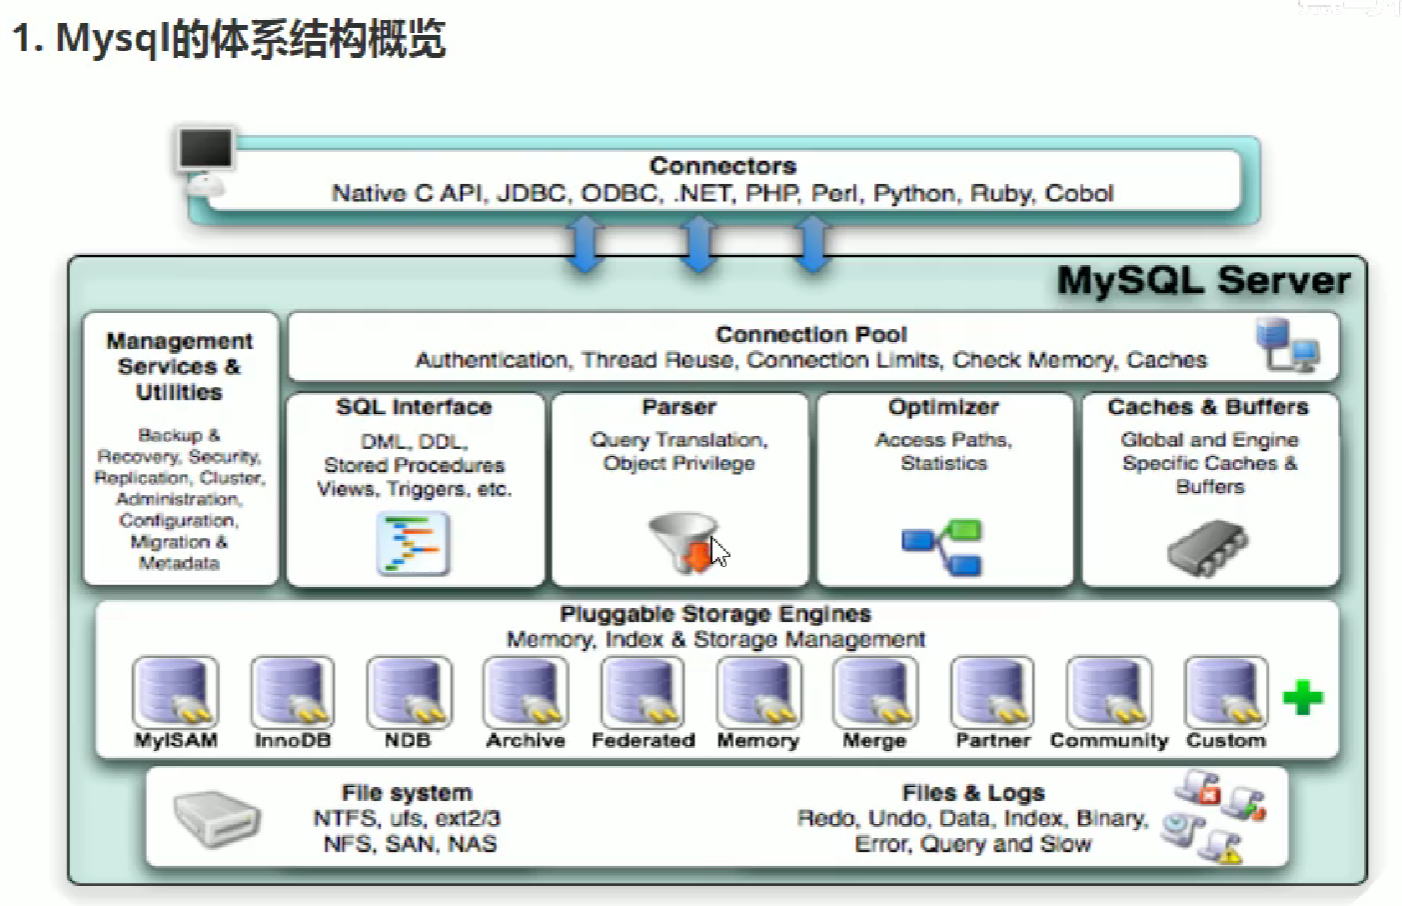 1. Mysql的体系结构概览
Connectors
Native C API, JDBC, ODBC, .NET, PHP, Perl, Python, Ruby, Cobol
MySQL Server
Management
Services &
Utilities
Backup &
Recovery, Security,
Replication, Cluster,
Administration,
Configuration,
Migration &
Metadata
Connection Pool
Authentication, Thread Reuse, Connection Limits, Check Memory, Caches
SQL Interface
DML, DDL,
Stored Procedures
Views, Triggers, etc.
Parser
Query Translation,
Object Privilege
Optimizer
Access Paths,
Statistics
Caches & Buffers
Global and Engine
Specific Caches &
Buffers
Pluggable Storage Engines
Memory, Index & Storage Management
MyISAM
InnoDB
NDB
Archive
Federated
Memory
Merge
Partner
Community
Custom
File system
NTFS, ufs, ext2/3
NFS, SAN, NAS
Files & Logs
Redo, Undo, Data, Index, Binary,
Error, Query and Slow